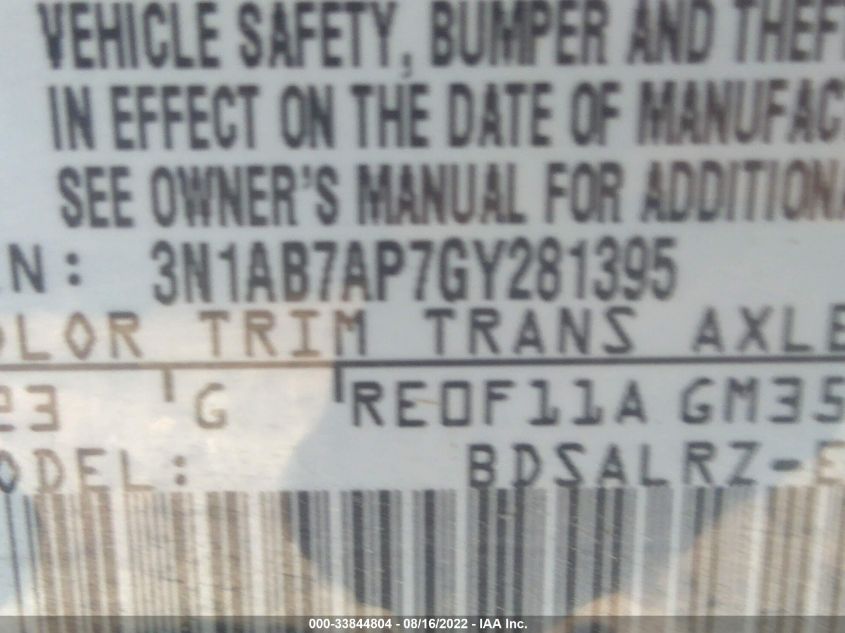 VEHICLE SAFETY, BUMPER AND THEF
IN EFFECT ON THE DATE OF MANUFAC
SEE OWNER'S MANUAL FOR ADDITION
N: 3N1AB7AP7GY281395
OLOR TRIM TRANS AXLE
23 G RE0F11A GM35
ODEL: BDSALRZ-E
000-33844804 - 08/16/2022 - IAA Inc.